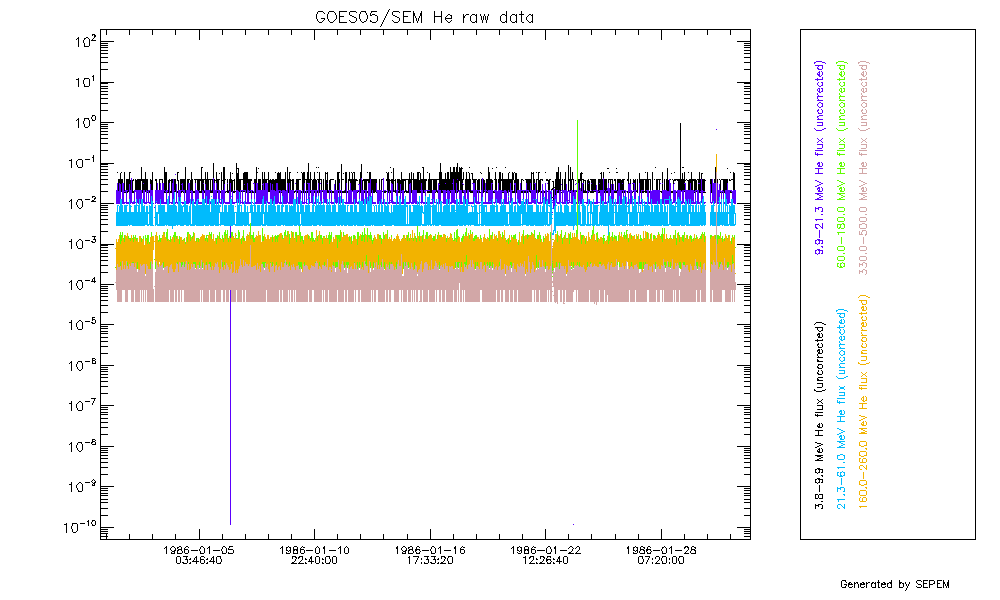 GOES05/SEM He raw data
10²
10¹
10⁰
10⁻¹
10⁻²
10⁻³
10⁻⁴
10⁻⁵
10⁻⁶
10⁻⁷
10⁻⁸
10⁻⁹
10⁻¹⁰
1986-01-05
03:46:40
1986-01-10
22:40:00
1986-01-16
17:33:20
1986-01-22
12:26:40
1986-01-28
07:20:00
3.8-9.9 MeV He flux (uncorrected)
9.9-21.3 MeV He flux (uncorrected)
21.3-61.0 MeV He flux (uncorrected)
60.0-180.0 MeV He flux (uncorrected)
160.0-260.0 MeV He flux (uncorrected)
330.0-500.0 MeV He flux (uncorrected)
Generated by SEPEM